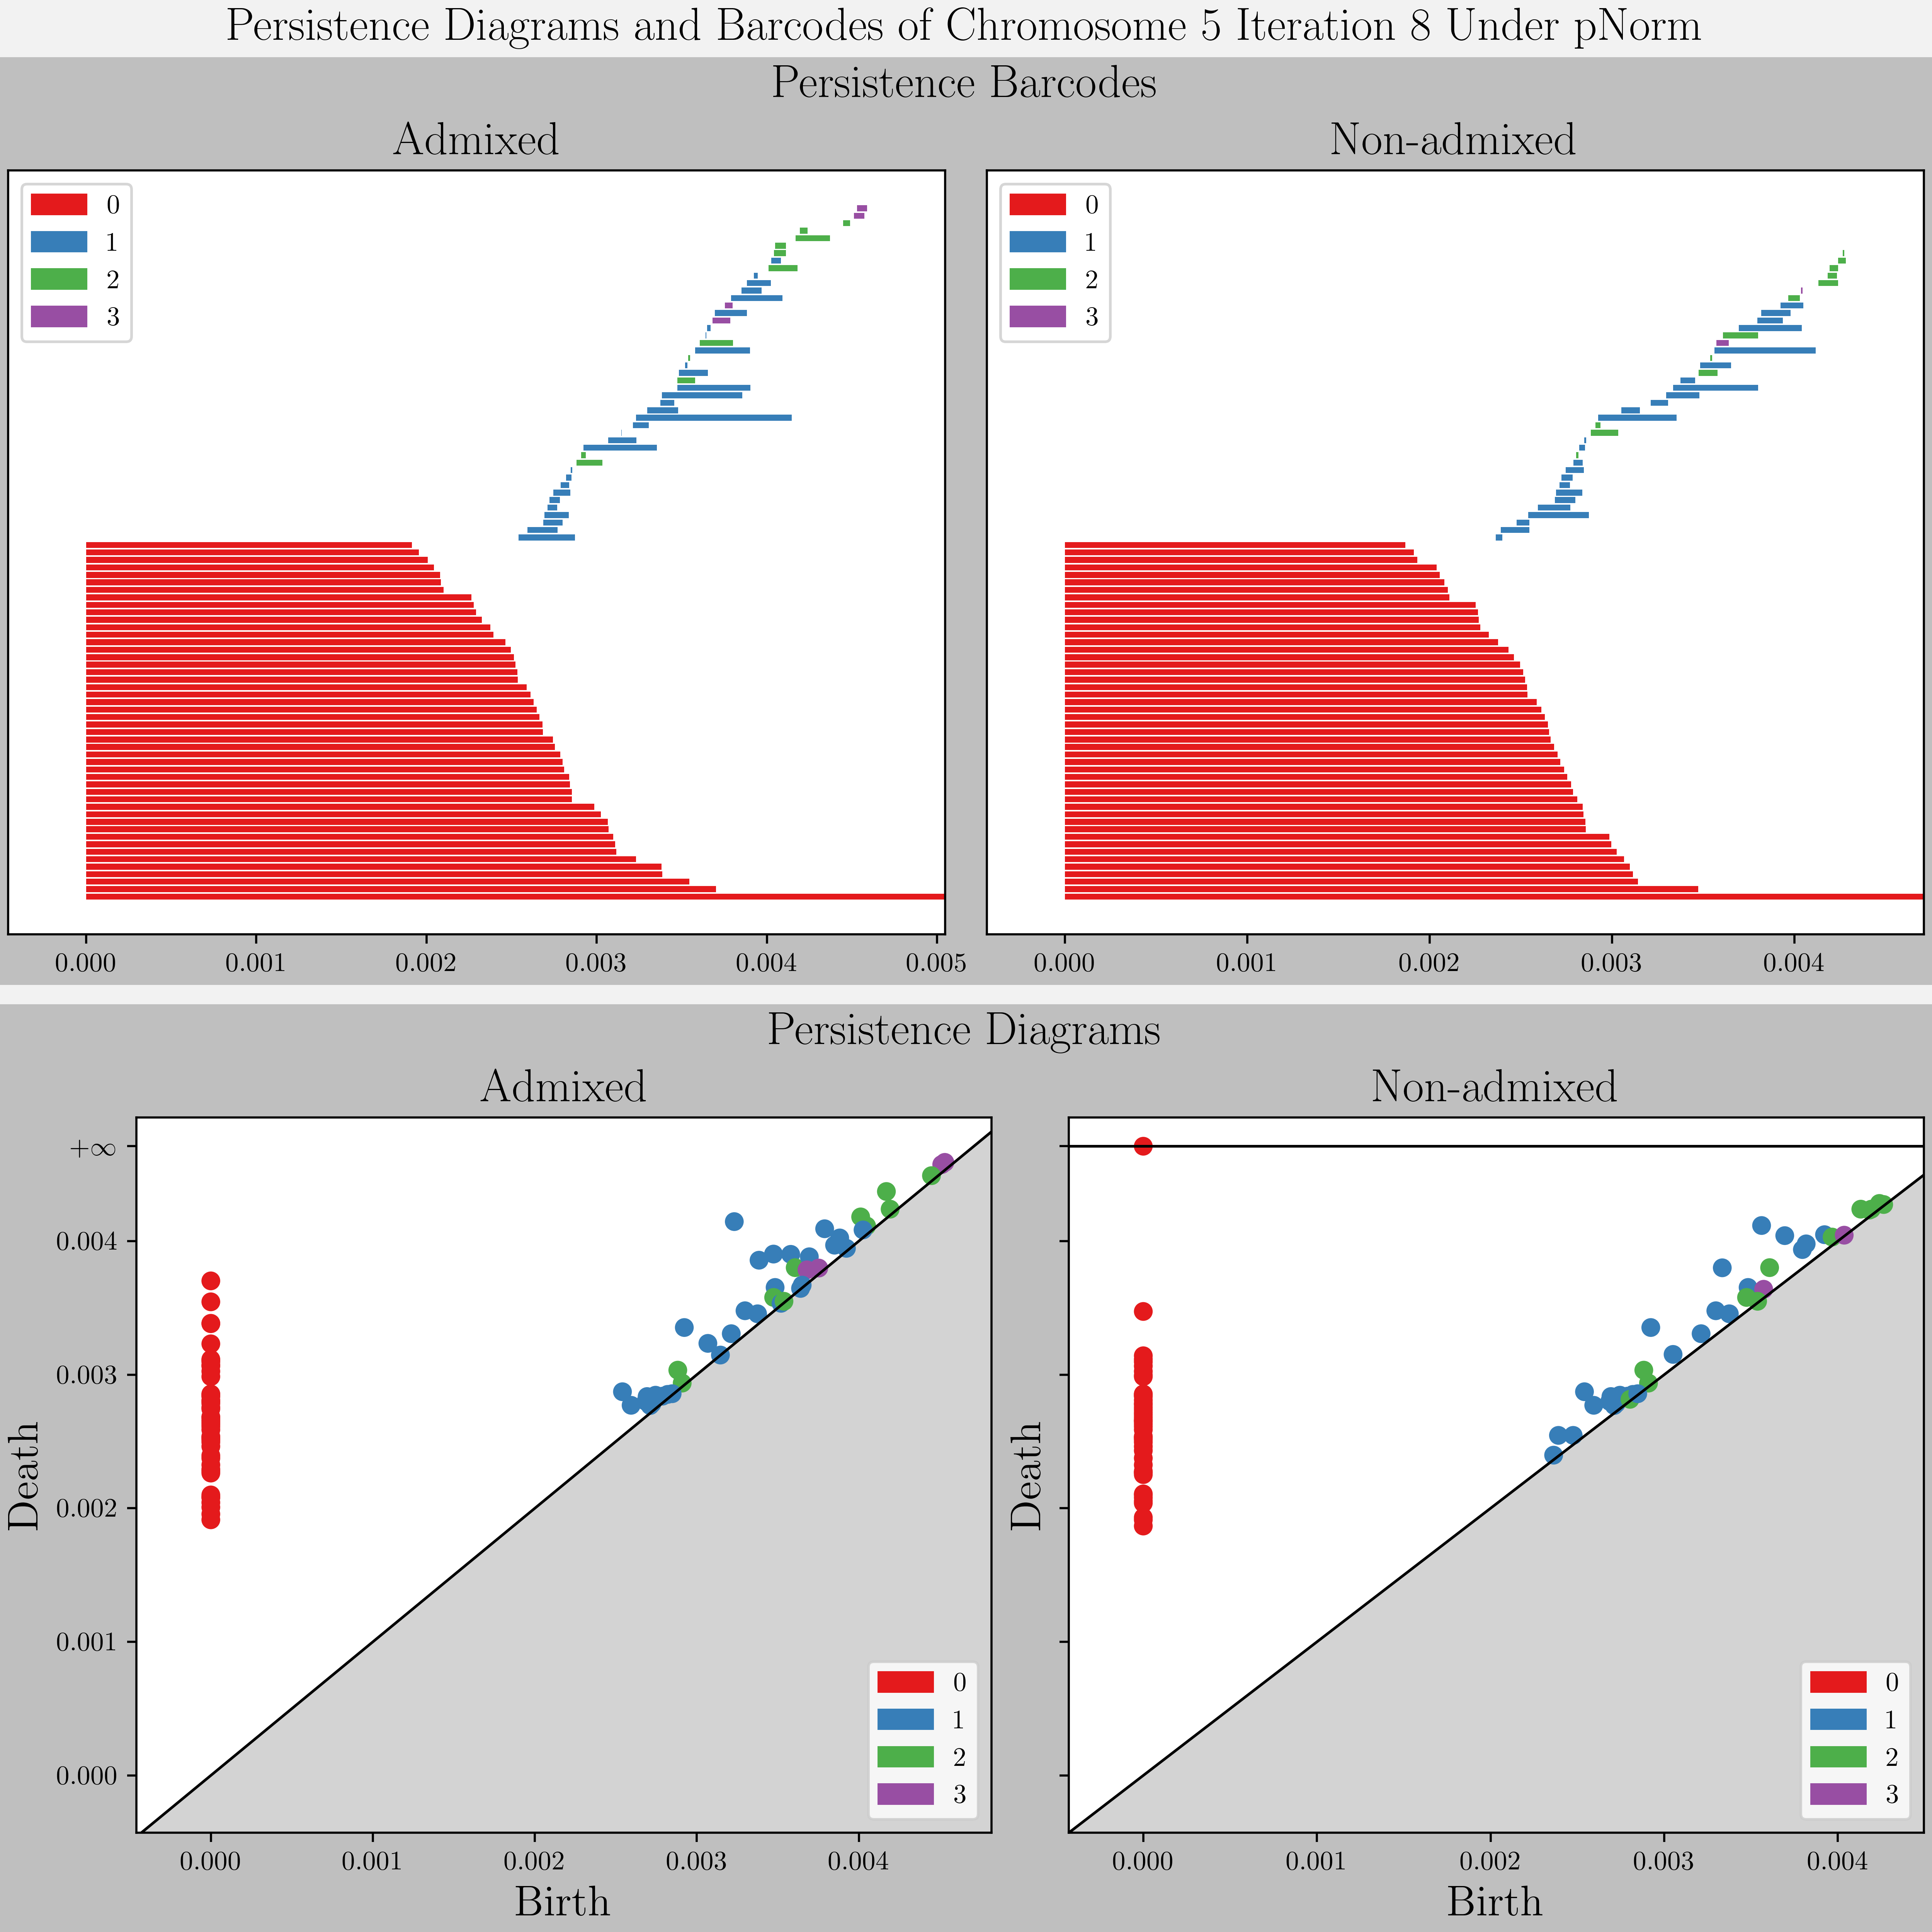 Persistence Diagrams and Barcodes of Chromosome 5 Iteration 8 Under pNorm
Persistence Barcodes
Admixed
0
1
2
3
0.000 0.001 0.002 0.003 0.004 0.005
Non-admixed
0
1
2
3
0.000 0.001 0.002 0.003 0.004
Persistence Diagrams
Admixed
+∞
0.004
0.003
0.002
0.001
0.000
Death
0
1
2
3
0.000 0.001 0.002 0.003 0.004
Birth
Non-admixed
Death
0
1
2
3
0.000 0.001 0.002 0.003 0.004
Birth